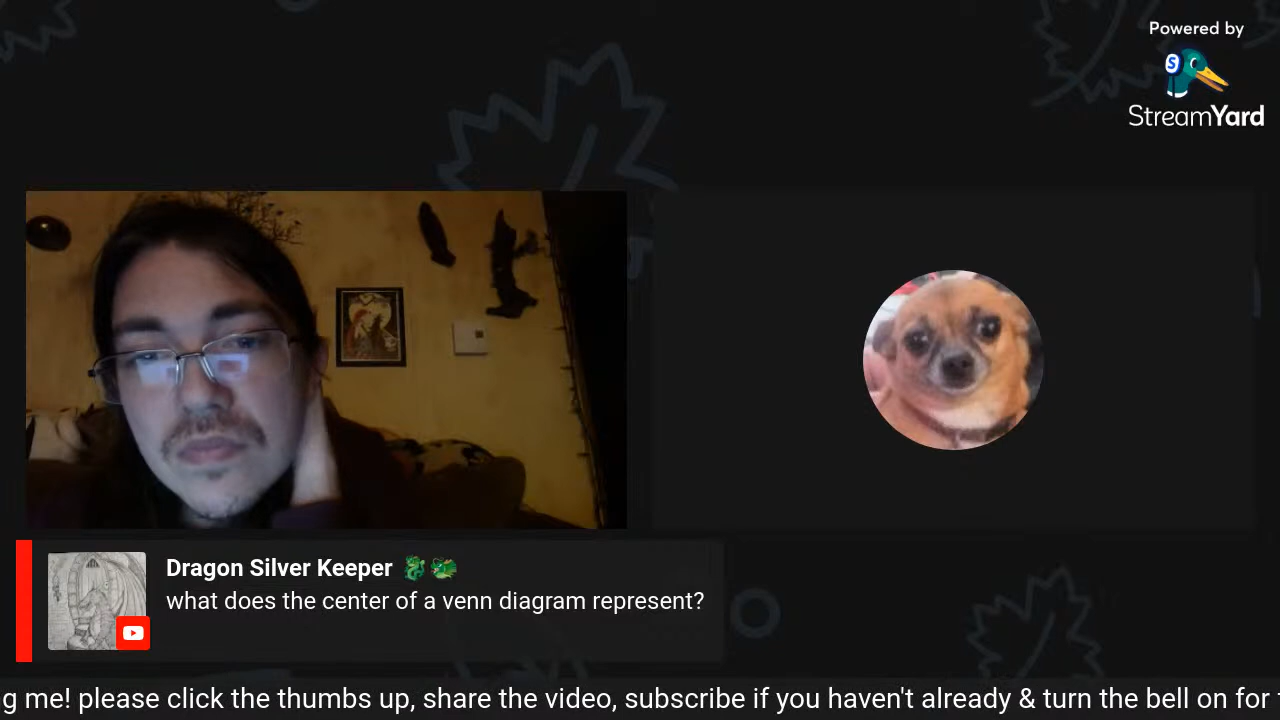 Powered by
S
StreamYard
Dragon Silver Keeper 🐉🐲
what does the center of a venn diagram represent?
g me! please click the thumbs up, share the video, subscribe if you haven't already & turn the bell on for